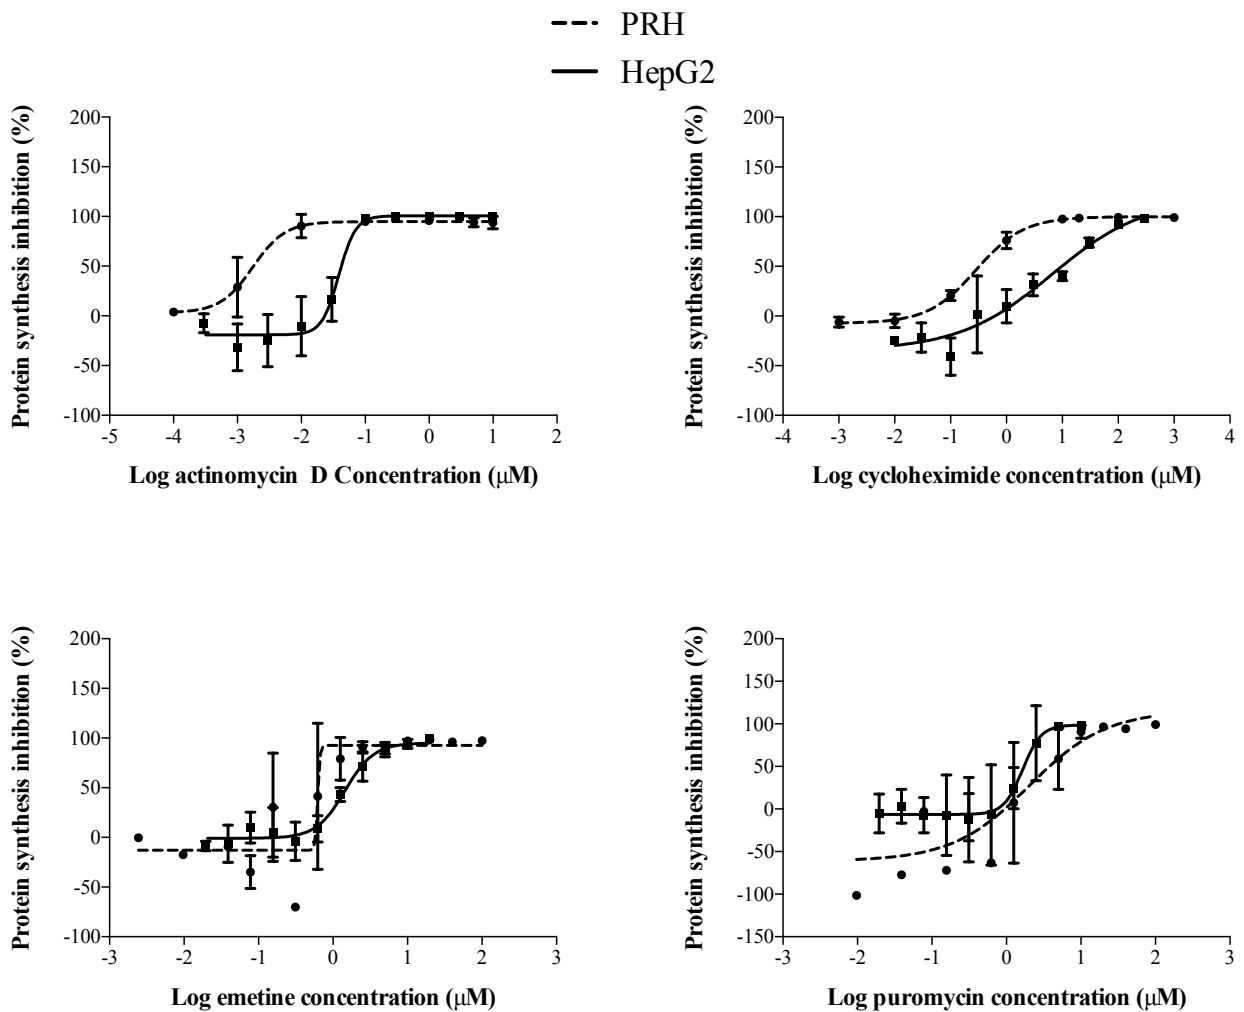 PRH
HepG2
Protein synthesis inhibition (%)
200
150
100
50
0
-50
-100
-5 -4 -3 -2 -1 0 1 2
Log actinomycin D Concentration (μM)
Protein synthesis inhibition (%)
200
150
100
50
0
-50
-100
-4 -3 -2 -1 0 1 2 3 4
Log cycloheximide concentration (μM)
Protein synthesis inhibition (%)
200
150
100
50
0
-50
-100
-3 -2 -1 0 1 2 3
Log emetine concentration (μM)
Protein synthesis inhibition (%)
200
150
100
50
0
-50
-100
-150
-3 -2 -1 0 1 2 3
Log puromycin concentration (μM)